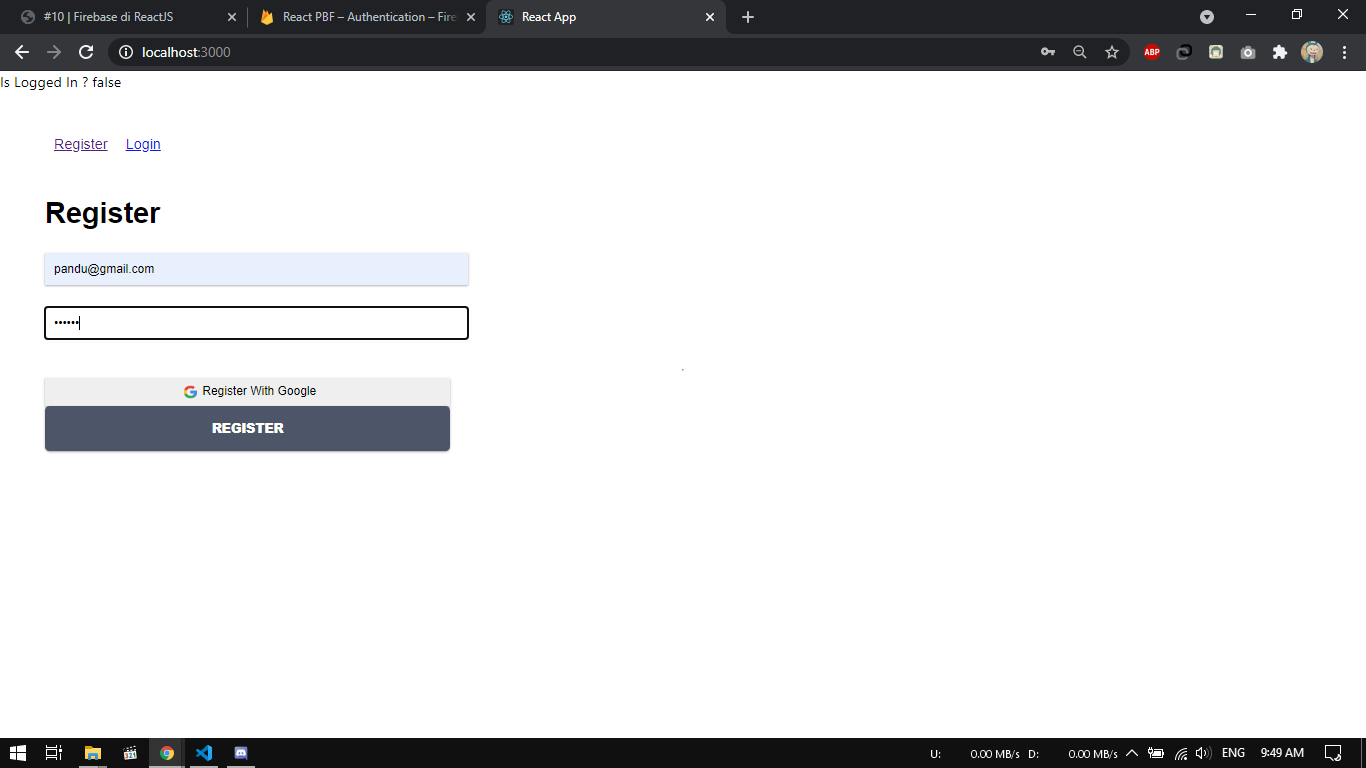 #10 | Firebase di ReactJS
React PBF – Authentication – Fire
React App
localhost:3000
ABP
Is Logged In ? false
Register Login
Register
pandu@gmail.com
••••••
Register With Google
REGISTER
U: 0.00 MB/s D: 0.00 MB/s ENG 9:49 AM